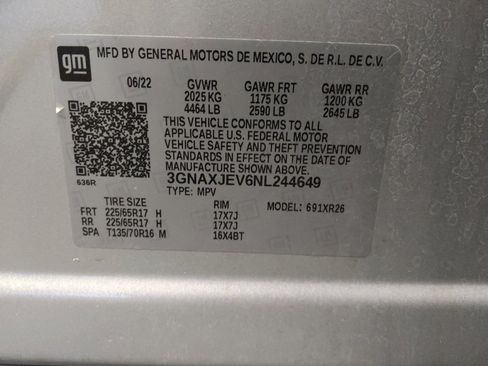 gm
MFD BY GENERAL MOTORS DE MEXICO, S. DE R.L. DE C.V.
06/22 GVWR GAWR FRT GAWR RR
2025 KG 1175 KG 1200 KG
4464 LB 2590 LB 2645 LB
THIS VEHICLE CONFORMS TO ALL
APPLICABLE U.S. FEDERAL MOTOR
VEHICLE SAFETY AND THEFT PREVENTION
STANDARDS IN EFFECT ON THE DATE OF
MANUFACTURE SHOWN ABOVE.
636R 3GNAXJEV6NL244649
TYPE: MPV
TIRE SIZE RIM MODEL: 691XR26
FRT 225/65R17 H 17X7J
RR 225/65R17 H 17X7J
SPA T135/70R16 M 16X4BT